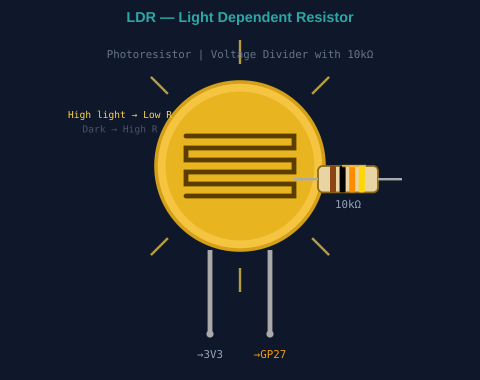 LDR — Light Dependent Resistor
Photoresistor | Voltage Divider with 10kΩ
High light → Low R
Dark → High R
10kΩ
→3V3
→GP27